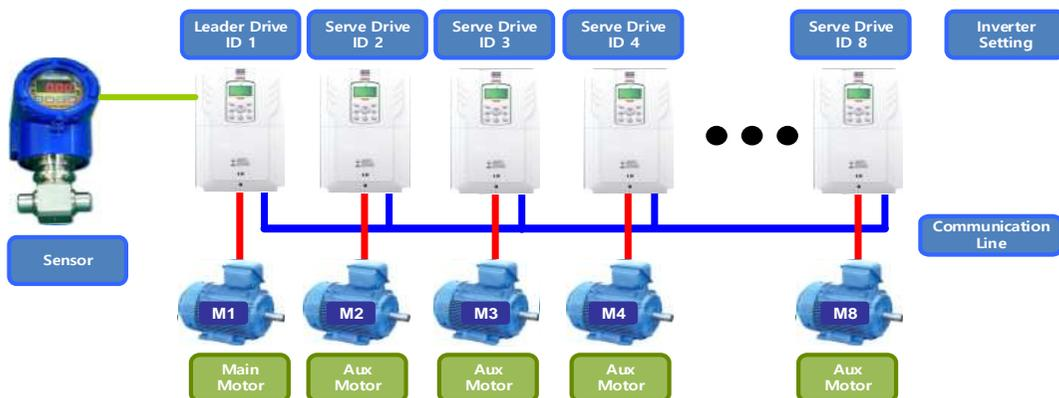 Leader Drive
ID 1
Serve Drive
ID 2
Serve Drive
ID 3
Serve Drive
ID 4
Serve Drive
ID 8
Inverter
Setting
Communication
Line
Sensor
M1
M2
M3
M4
M8
Main
Motor
Aux
Motor
Aux
Motor
Aux
Motor
Aux
Motor